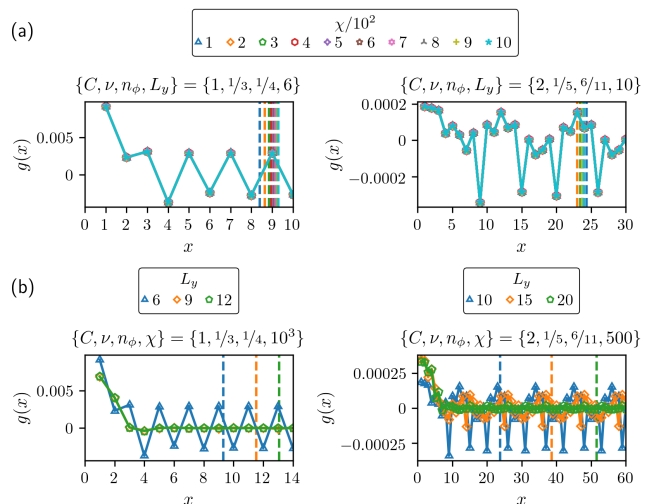 (a)
χ/10²
1 2 3 4 5 6 7 8 9 10
{C, ν, n_ϕ, L_y} = {1, 1/3, 1/4, 6}
{C, ν, n_ϕ, L_y} = {2, 1/5, 6/11, 10}
g(x)
0.005
0
0 1 2 3 4 5 6 7 8 9 10
x
g(x)
0.0002
0
−0.0002
0 5 10 15 20 25 30
x
(b)
L_y
6 9 12
L_y
10 15 20
{C, ν, n_ϕ, χ} = {1, 1/3, 1/4, 10³}
{C, ν, n_ϕ, χ} = {2, 1/5, 6/11, 500}
g(x)
0.005
0
0 2 4 6 8 10 12 14
x
g(x)
0.00025
0
−0.00025
0 10 20 30 40 50 60
x